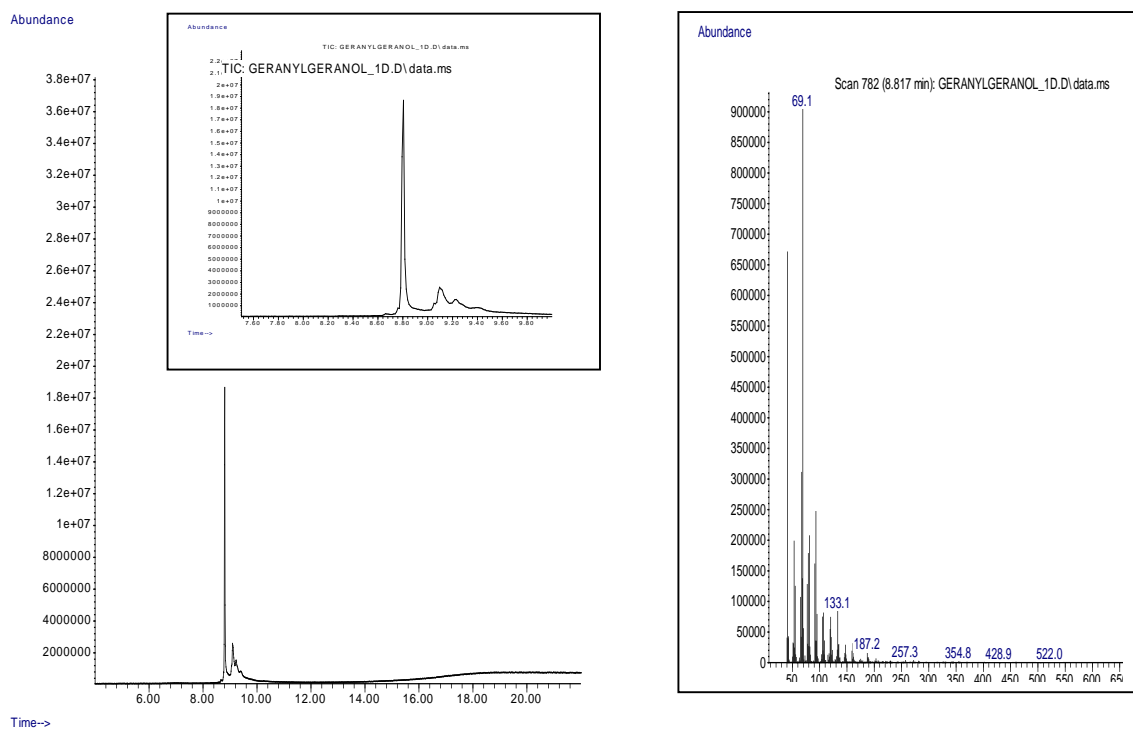 Abundance
3.8e+07
3.6e+07
3.4e+07
3.2e+07
3e+07
2.8e+07
2.6e+07
2.4e+07
2.2e+07
2e+07
1.8e+07
1.6e+07
1.4e+07
1.2e+07
1e+07
8000000
6000000
4000000
2000000
6.00 8.00 10.00 12.00 14.00 16.00 18.00 20.00
Time-->
Abundance
TIC: GERANYLGERANOL_1D.D\data.ms
TIC: GERANYLGERANOL_1D.D\data.ms
2e+07
1.9e+07
1.8e+07
1.7e+07
1.6e+07
1.5e+07
1.4e+07
1.3e+07
1.2e+07
1.1e+07
1e+07
9000000
8000000
7000000
6000000
5000000
4000000
3000000
2000000
1000000
7.60 7.80 8.00 8.20 8.40 8.60 8.80 9.00 9.20 9.40 9.60 9.80
Time-->
Abundance
Scan 782 (8.817 min): GERANYLGERANOL_1D.D\data.ms
69.1
900000
850000
800000
750000
700000
650000
600000
550000
500000
450000
400000
350000
300000
250000
200000
150000
100000
50000
0
133.1
187.2
257.3
354.8
428.9
522.0
50 100 150 200 250 300 350 400 450 500 550 600